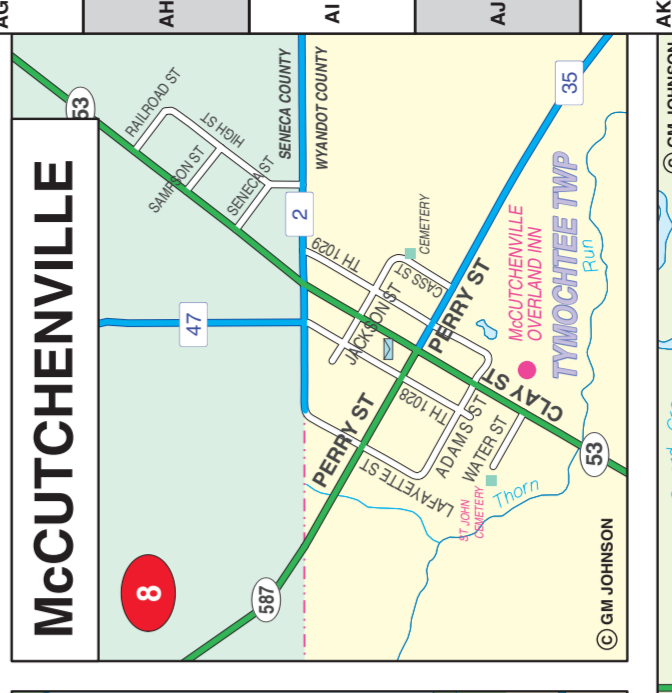 AG
AH
AI
AJ
AK
McCUTCHENVILLE
8
53
RAILROAD ST
HIGH ST
SAMPSON ST
SENECA ST
SENECA COUNTY
WYANDOT COUNTY
2
47
35
TH 1029
CASS ST
CEMETERY
JACKSON ST
PERRY ST
PERRY ST
McCUTCHENVILLE
OVERLAND INN
TYMOCHTEE TWP
Run
TH 1028
CLAY ST
ADAMS ST
WATER ST
LAFAYETTE ST
ST JOHN
CEMETERY
Thorn
587
53
© GM JOHNSON
© GM JOHNSON